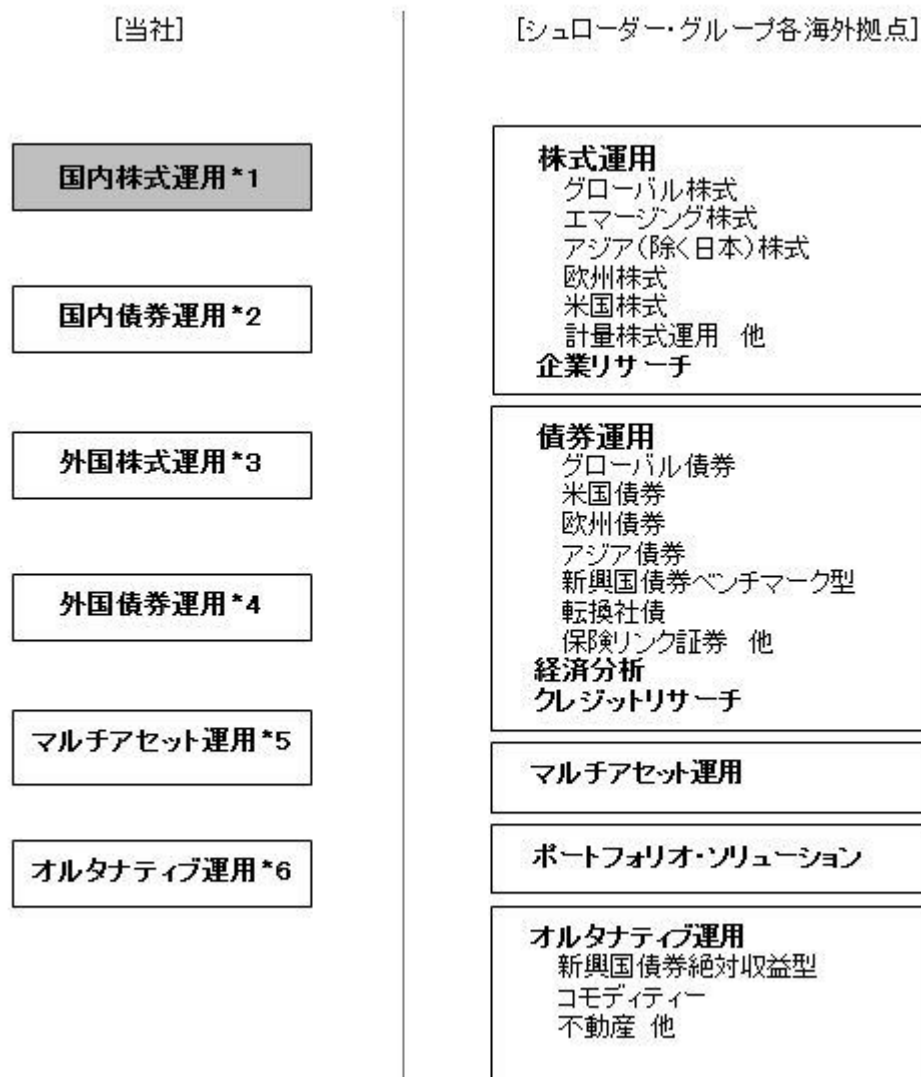 [当社]
国内株式運用*1
国内債券運用*2
外国株式運用*3
外国債券運用*4
マルチアセット運用*5
オルタナティブ運用*6
[シュローダー・グループ各海外拠点]
株式運用
グローバル株式
エマージング株式
アジア(除く日本)株式
欧州株式
米国株式
計量株式運用 他
企業リサーチ
債券運用
グローバル債券
米国債券
欧州債券
アジア債券
新興国債券ベンチマーク型
転換社債
保険リンク証券 他
経済分析
クレジットリサーチ
マルチアセット運用
ポートフォリオ・ソリューション
オルタナティブ運用
新興国債券絶対収益型
コモディティー
不動産 他